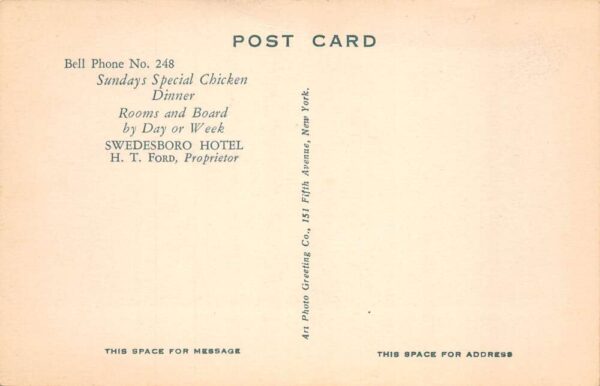 POST CARD
Bell Phone No. 248
Sundays Special Chicken
Dinner
Rooms and Board
by Day or Week
SWEDESBORO HOTEL
H. T. FORD, Proprietor
Art Photo Greeting Co., 151 Fifth Avenue, New York.
THIS SPACE FOR MESSAGE
THIS SPACE FOR ADDRESS